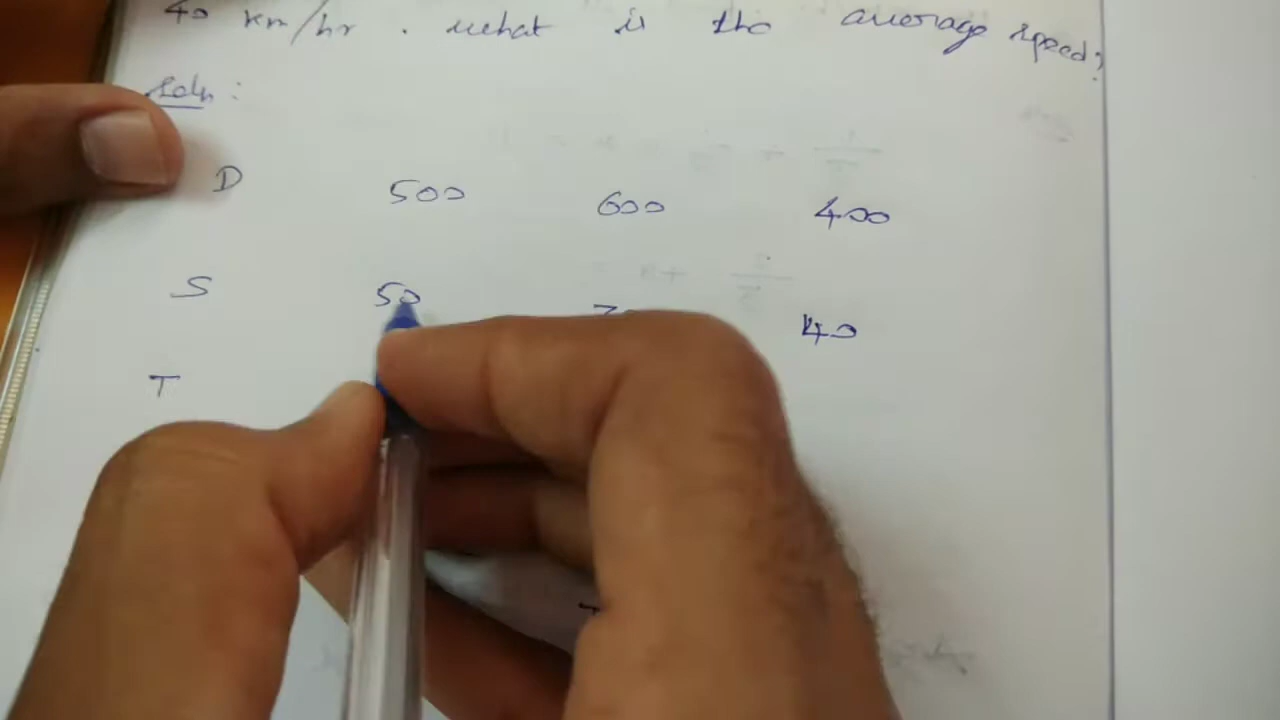 40 km/hr . what is the average speed?
Soln :
D 500 600 400
S 50 40
T